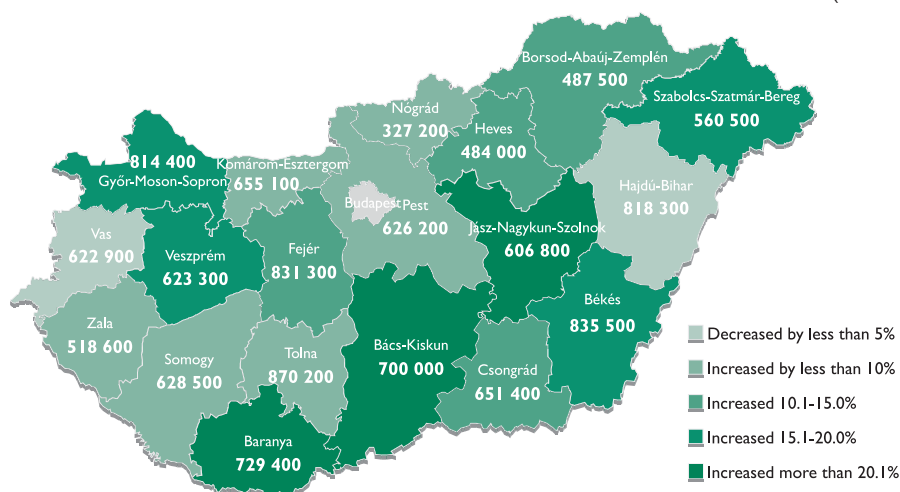 (
Borsod-Abaúj-Zemplén
487 500
Szabolcs-Szatmár-Bereg
560 500
Nógrád
327 200
Heves
484 000
814 400
Győr-Moson-Sopron
Komárom-Esztergom
655 100
Hajdú-Bihar
818 300
Budapest
Pest
626 200
Jász-Nagykun-Szolnok
606 800
Vas
622 900
Veszprém
623 300
Fejér
831 300
Békés
835 500
Zala
518 600
Somogy
628 500
Tolna
870 200
Bács-Kiskun
700 000
Csongrád
651 400
Baranya
729 400
Decreased by less than 5%
Increased by less than 10%
Increased 10.1-15.0%
Increased 15.1-20.0%
Increased more than 20.1%